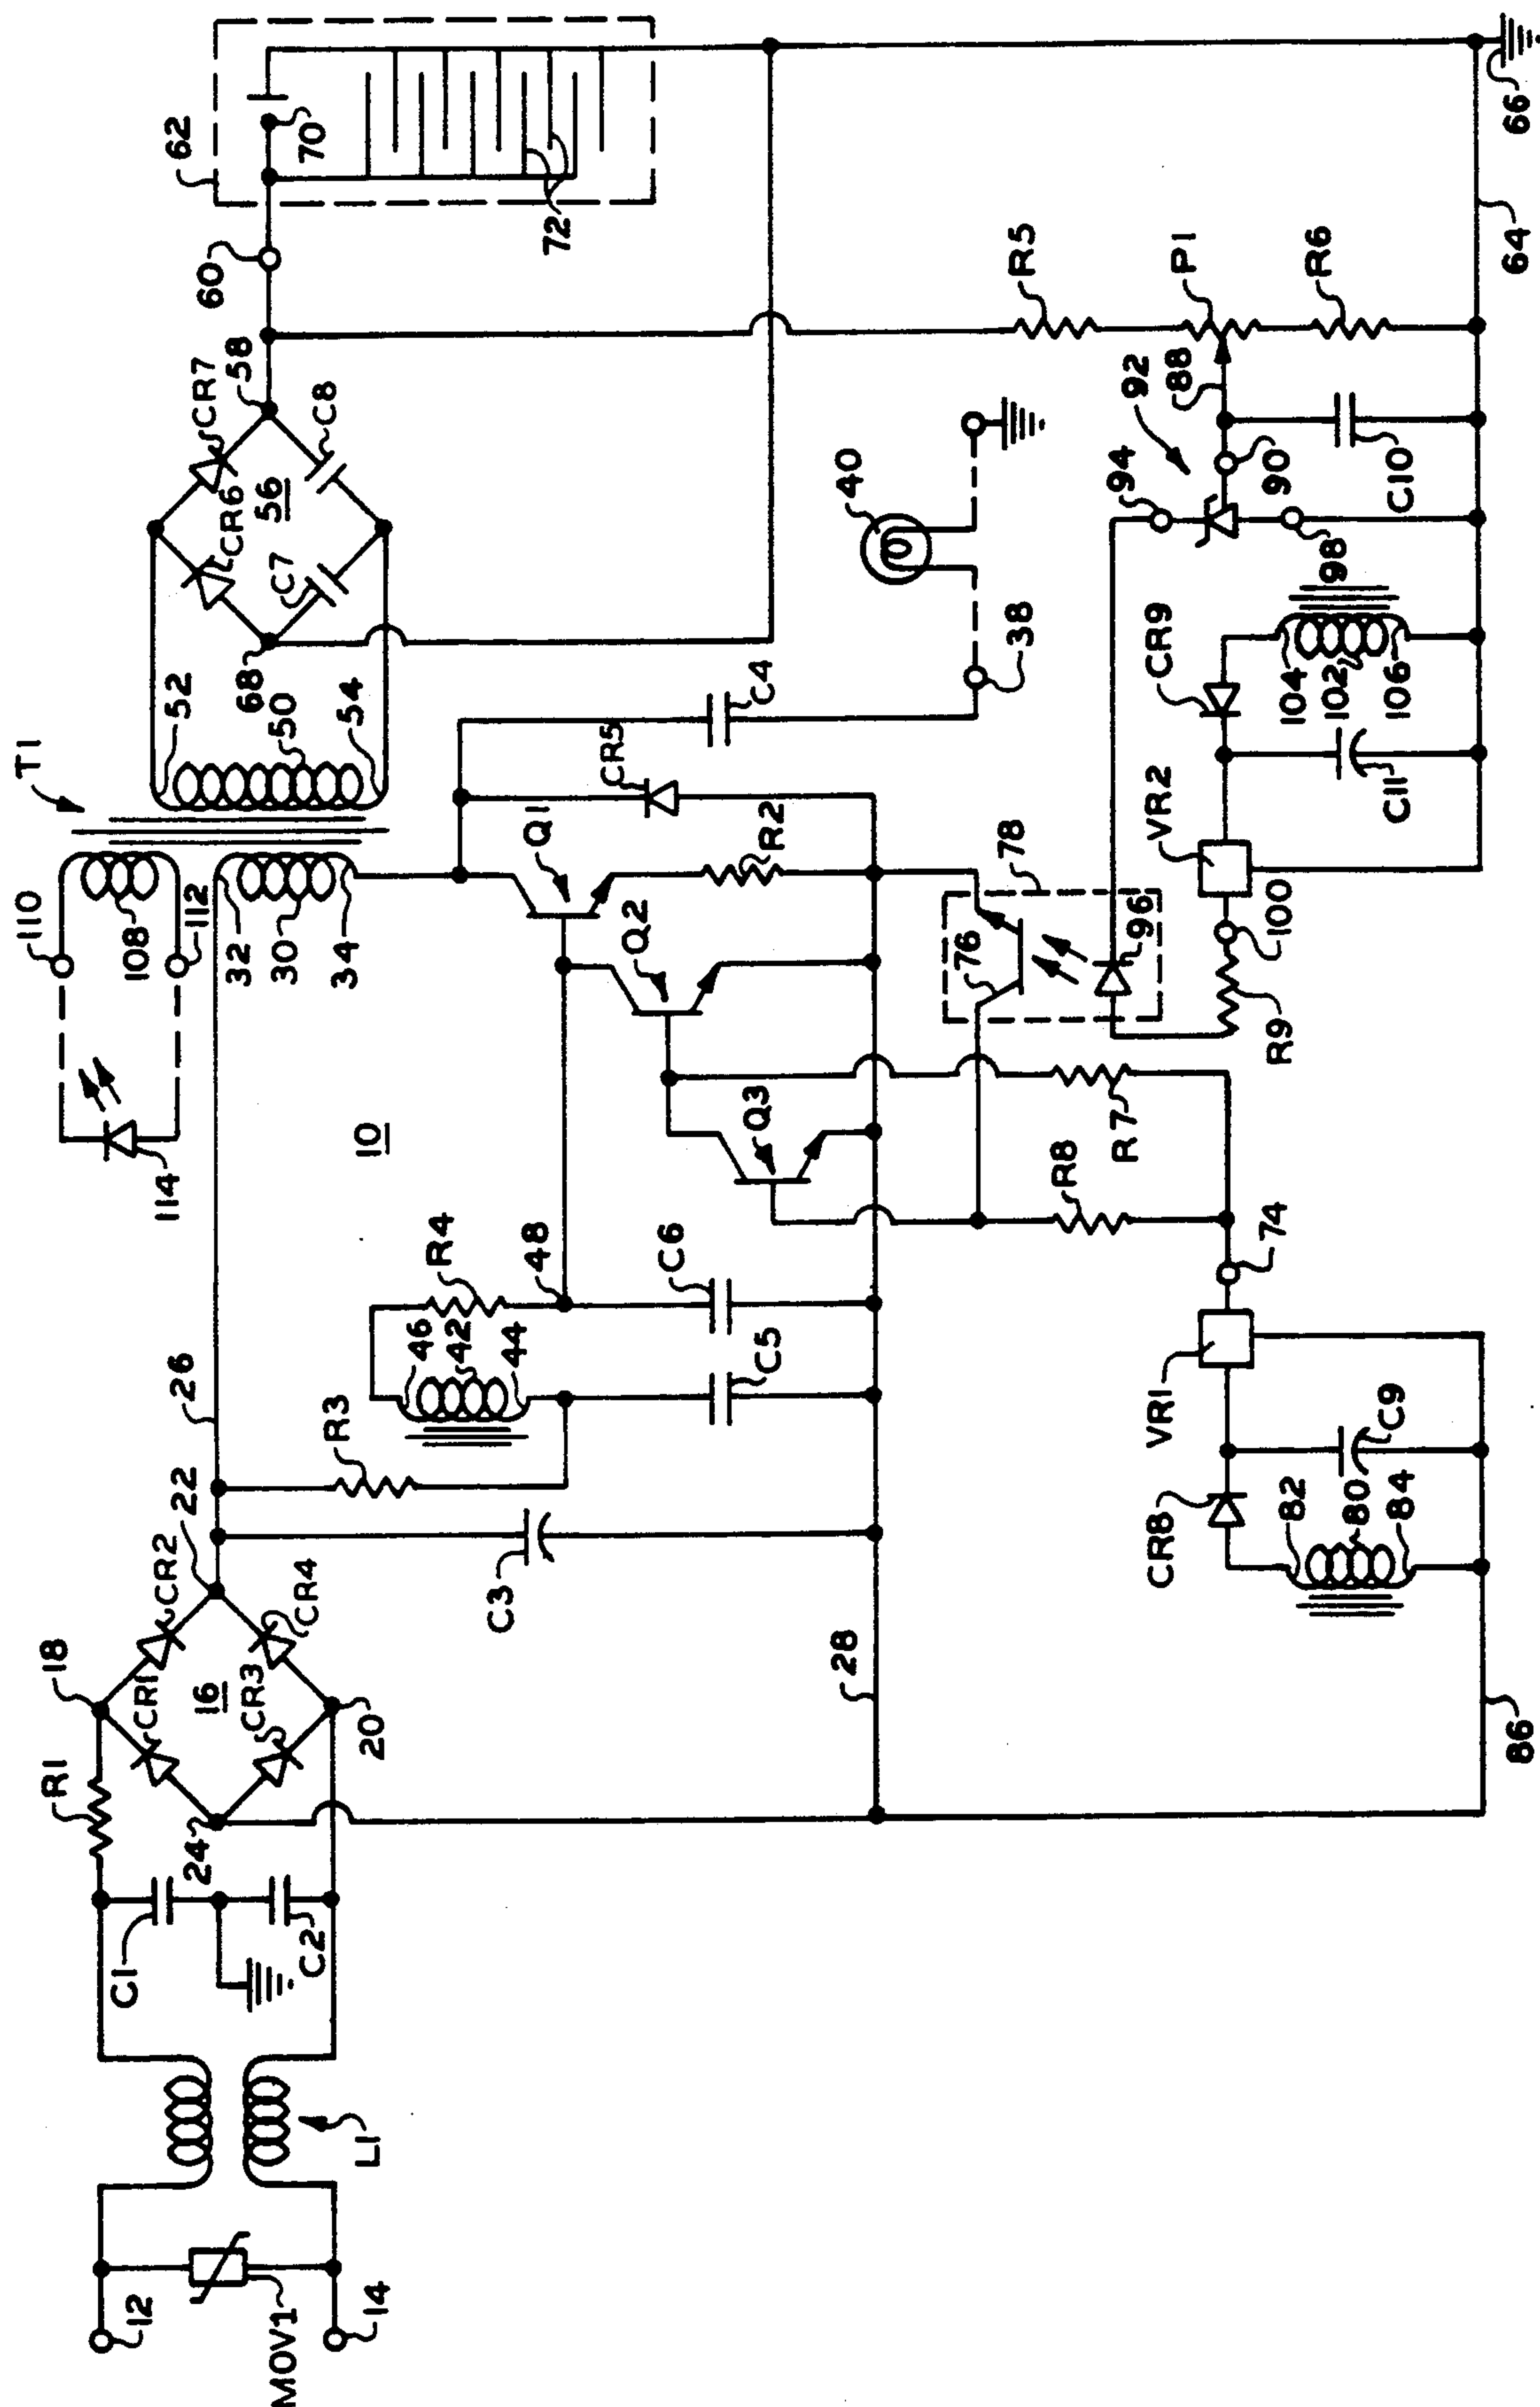 T1
110
108
112
114
32
30
34
52
50
54
68
CR6
CR7
56
C7
C8
58
60
62
70
72
12
14
MOV1
L1
C1
C2
R1
18
CR1
CR2
16
CR3
CR4
20
22
24
26
10
R3
C3
46
42
44
R4
48
C5
C6
Q1
Q2
Q3
R2
CR5
C4
38
40
28
76
78
96
R7
R8
74
VR1
CR8
82
80
84
C9
86
R9
100
VR2
CR9
C11
104
102
106
94
92
98
90
88
C10
R5
P1
R6
64
66